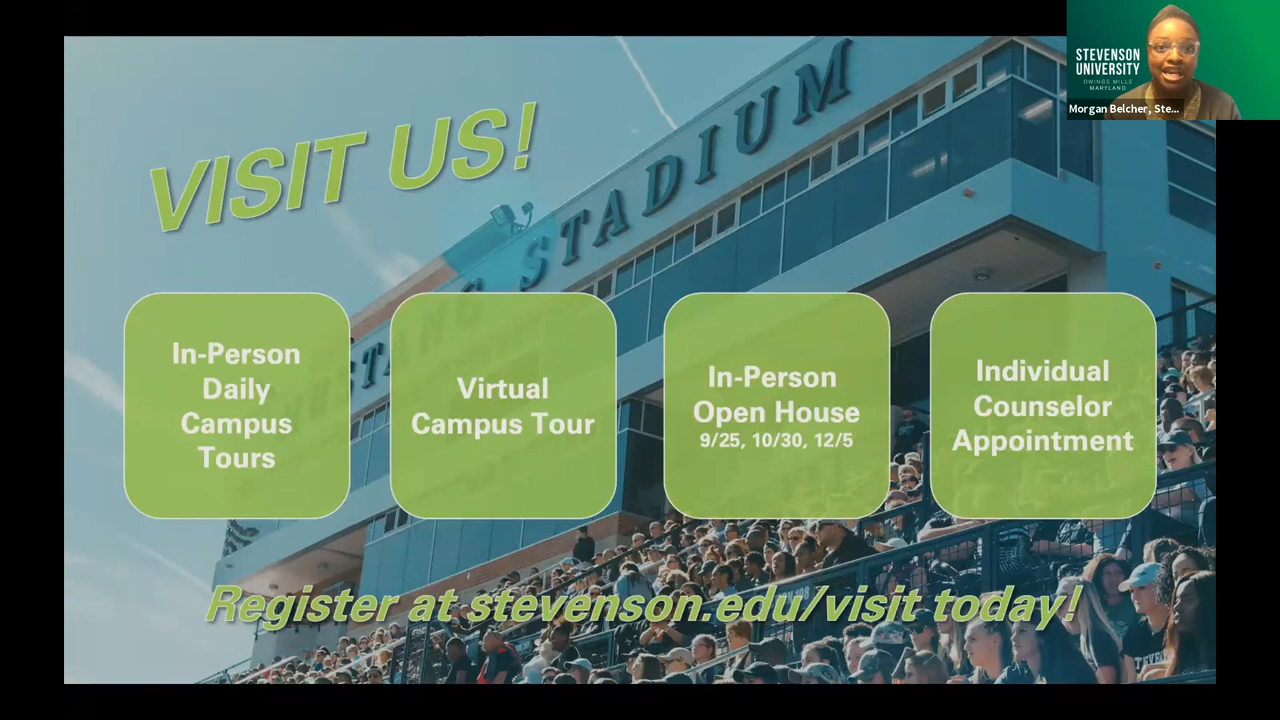 STEVENSON
UNIVERSITY
OWINGS MILLS
MARYLAND
Morgan Belcher, Ste...
VISIT US!
MUSTANG STADIUM
In-Person
Daily
Campus
Tours
Virtual
Campus Tour
In-Person
Open House
9/25, 10/30, 12/5
Individual
Counselor
Appointment
Register at stevenson.edu/visit today!